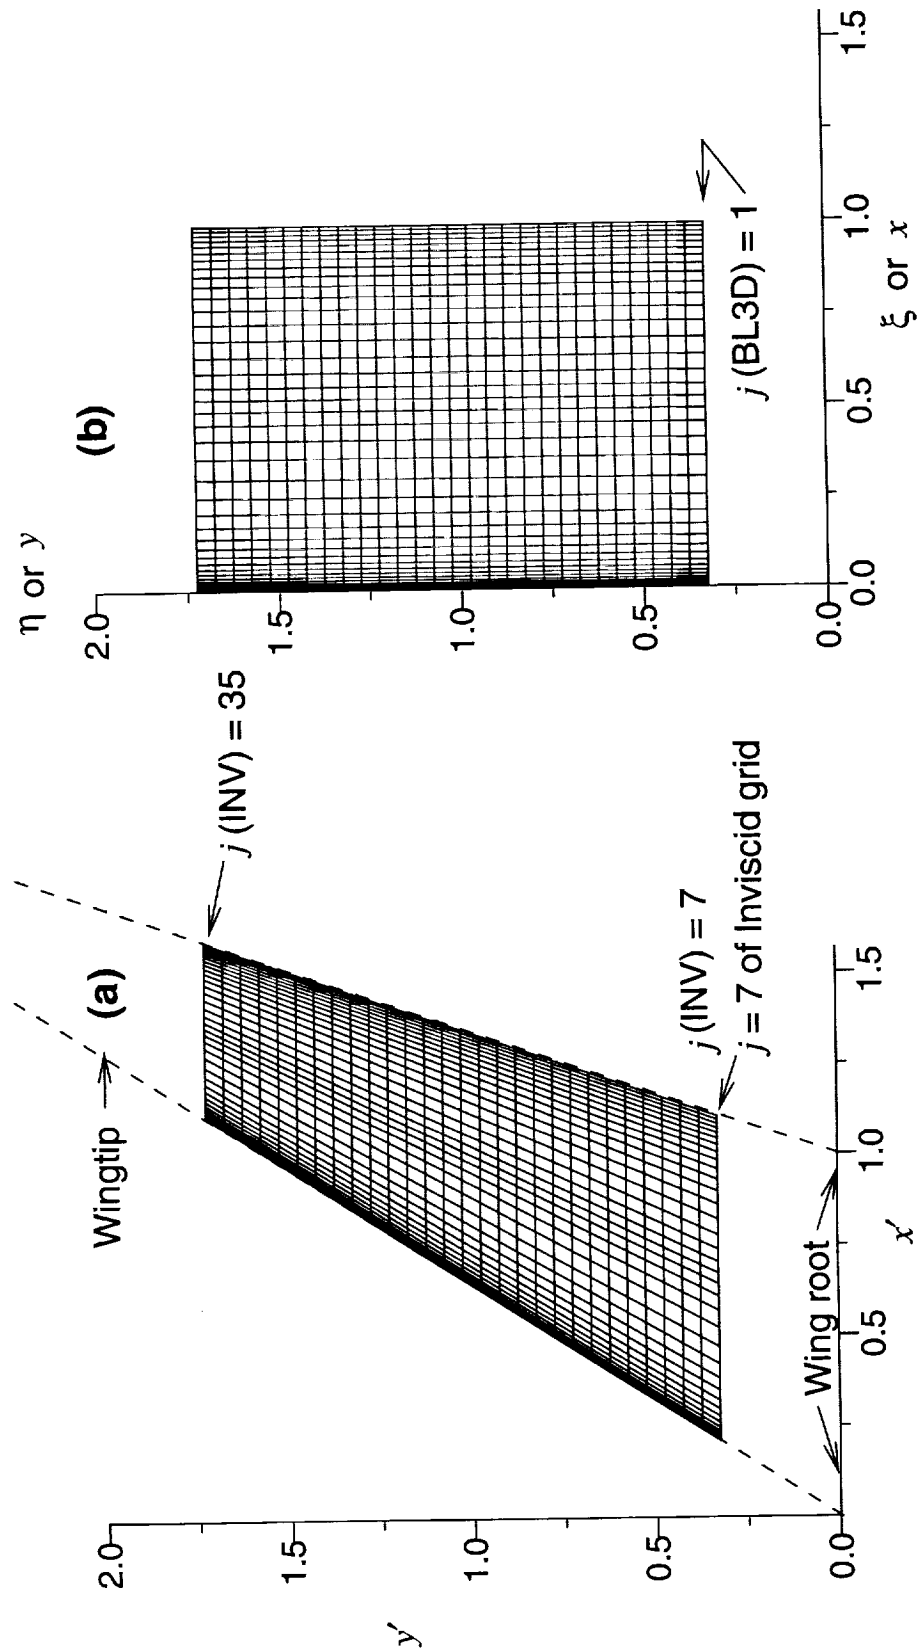 y′
2.0
1.5
1.0
0.5
0.0
Wingtip
(a)
j (INV) = 35
j (INV) = 7
j = 7 of Inviscid grid
Wing root
0.5
1.0
1.5
x′
η or y
2.0
1.5
1.0
0.5
0.0
(b)
j (BL3D) = 1
0.0
0.5
1.0
1.5
ξ or x